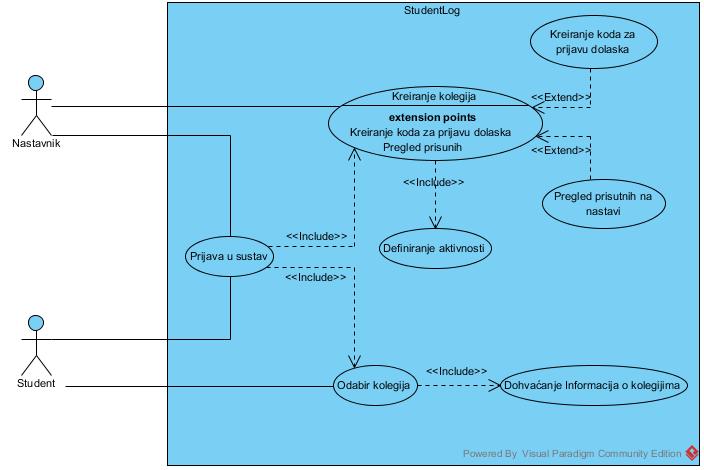 StudentLog
Kreiranje koda za
prijavu dolaska
<<Extend>>
Kreiranje kolegija
extension points
Kreiranje koda za prijavu dolaska
Pregled prisunih
Nastavnik
<<Extend>>
<<Include>>
Pregled prisutnih na
nastavi
<<Include>>
Definiranje aktivnosti
Prijava u sustav
<<Include>>
Student
<<Include>>
Odabir kolegija
Dohvaćanje Informacija o kolegijima
Powered By Visual Paradigm Community Edition